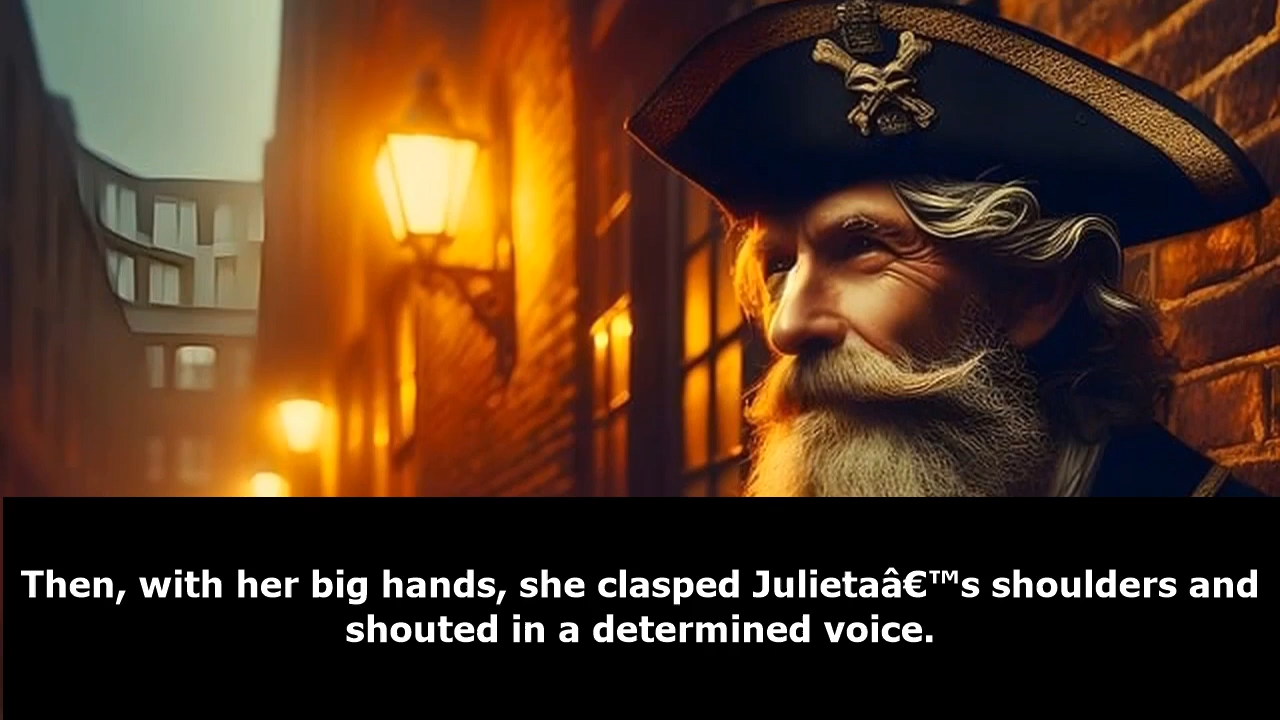 Then, with her big hands, she clasped Julietaâ€™s shoulders and
shouted in a determined voice.